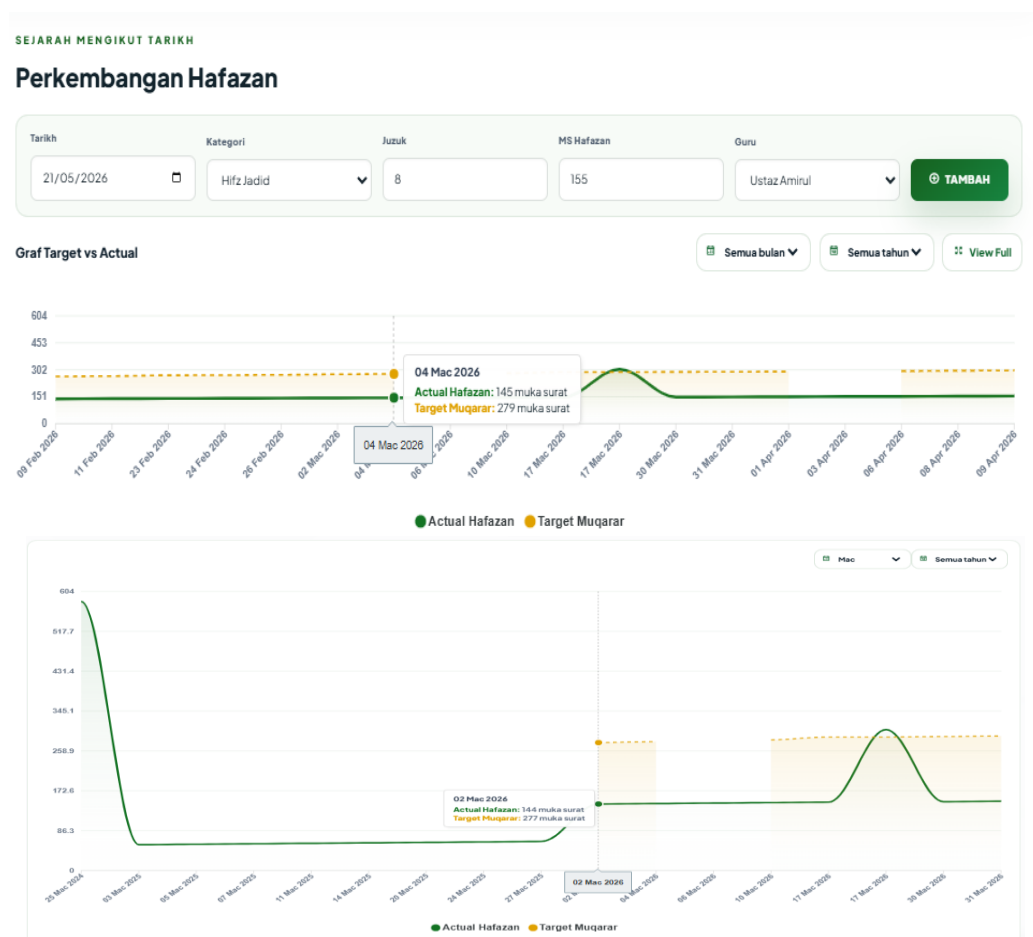 SEJARAH MENGIKUT TARIKH
Perkembangan Hafazan
Tarikh Kategori Juzuk MS Hafazan Guru
21/05/2026 Hifz Jadid 8 155 Ustaz Amirul TAMBAH
Graf Target vs Actual Semua bulan Semua tahun View Full
604
453
302
151
0
04 Mac 2026
Actual Hafazan: 145 muka surat
Target Muqarar: 279 muka surat
04 Mac 2026
09 Feb 2026 11 Feb 2026 23 Feb 2026 24 Feb 2026 26 Feb 2026 02 Mac 2026 06 Mac 2026 10 Mac 2026 17 Mac 2026 17 Mac 2026 30 Mac 2026 31 Mac 2026 01 Apr 2026 03 Apr 2026 06 Apr 2026 08 Apr 2026 09 Apr 2026
Actual Hafazan Target Muqarar
Mac Semua tahun
604
517.7
431.4
345.1
258.9
172.6
86.3
0
02 Mac 2026
Actual Hafazan: 144 muka surat
Target Muqarar: 277 muka surat
02 Mac 2026
25 Mac 2024 03 Mac 2025 05 Mac 2025 07 Mac 2025 11 Mac 2025 14 Mac 2025 20 Mac 2025 24 Mac 2025 27 Mac 2025 04 Mac 2026 06 Mac 2026 10 Mac 2026 17 Mac 2026 17 Mac 2026 30 Mac 2026 31 Mac 2026
Actual Hafazan Target Muqarar